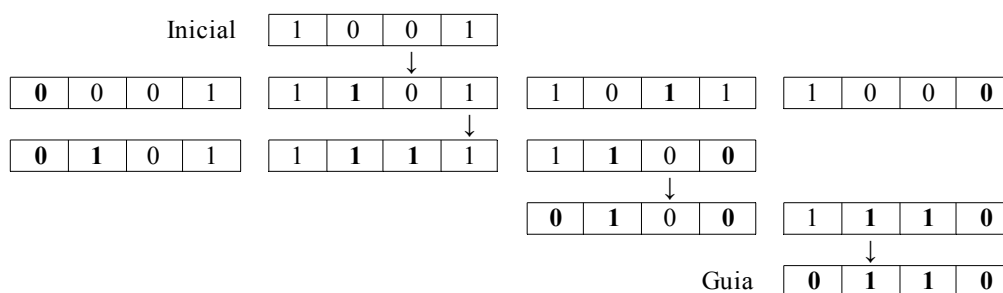 Inicial 1 0 0 1
↓
0 0 0 1 1 1 0 1 1 0 1 1 1 0 0 0
↓
0 1 0 1 1 1 1 1 1 1 0 0
↓
0 1 0 0 1 1 1 0
↓
Guia 0 1 1 0